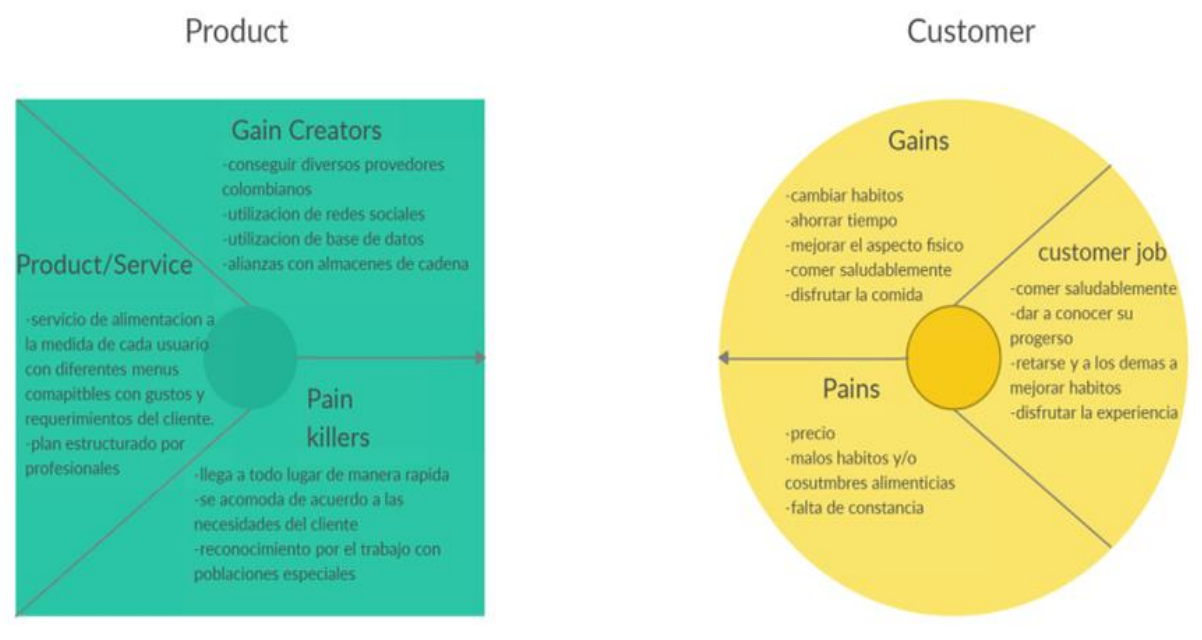 Product
Gain Creators
-conseguir diversos provedores
colombianos
-utilizacion de redes sociales
-utilizacion de base de datos
-alianzas con almacenes de cadena
Product/Service
-servicio de alimentacion a
la medida de cada usuario
con diferentes menus
comapitbles con gustos y
requerimientos del cliente.
-plan estructurado por
profesionales
Pain
killers
-llega a todo lugar de manera rapida
-se acomoda de acuerdo a las
necesidades del cliente
-reconocimiento por el trabajo con
poblaciones especiales
Customer
Gains
-cambiar habitos
-ahorrar tiempo
-mejorar el aspecto fisico
-comer saludablemente
-disfrutar la comida
customer job
-comer saludablemente
-dar a conocer su
progerso
-retarse y a los demas a
mejorar habitos
-disfrutar la experiencia
Pains
-precio
-malos habitos y/o
cosutmbres alimenticias
-falta de constancia